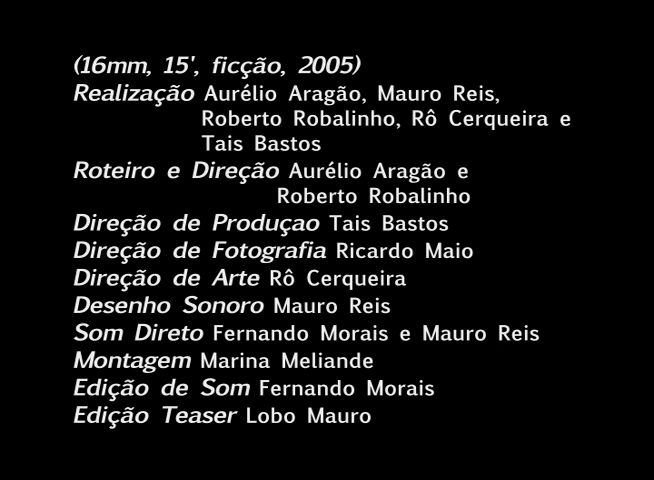 (16mm, 15', ficção, 2005)
Realização Aurélio Aragão, Mauro Reis,
Roberto Robalinho, Rô Cerqueira e
Tais Bastos
Roteiro e Direção Aurélio Aragão e
Roberto Robalinho
Direção de Produçao Tais Bastos
Direção de Fotografia Ricardo Maio
Direção de Arte Rô Cerqueira
Desenho Sonoro Mauro Reis
Som Direto Fernando Morais e Mauro Reis
Montagem Marina Meliande
Edição de Som Fernando Morais
Edição Teaser Lobo Mauro